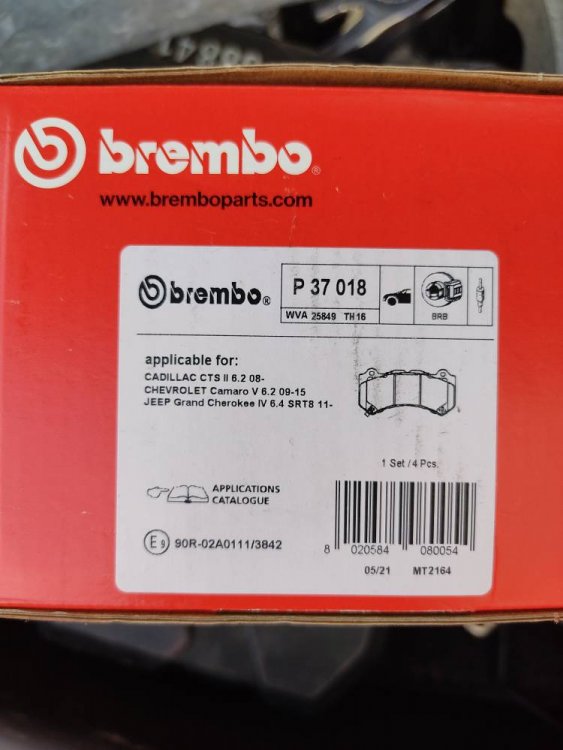 brembo®
www.bremboparts.com
brembo®
P 37 018
WVA 25849 TH16
BRB
applicable for:
CADILLAC CTS II 6.2 08-
CHEVROLET Camaro V 6.2 09-15
JEEP Grand Cherokee IV 6.4 SRT8 11-
1 Set / 4 Pcs.
APPLICATIONS
CATALOGUE
E9 90R-02A0111/3842
8 020584 080054
05/21 MT2164